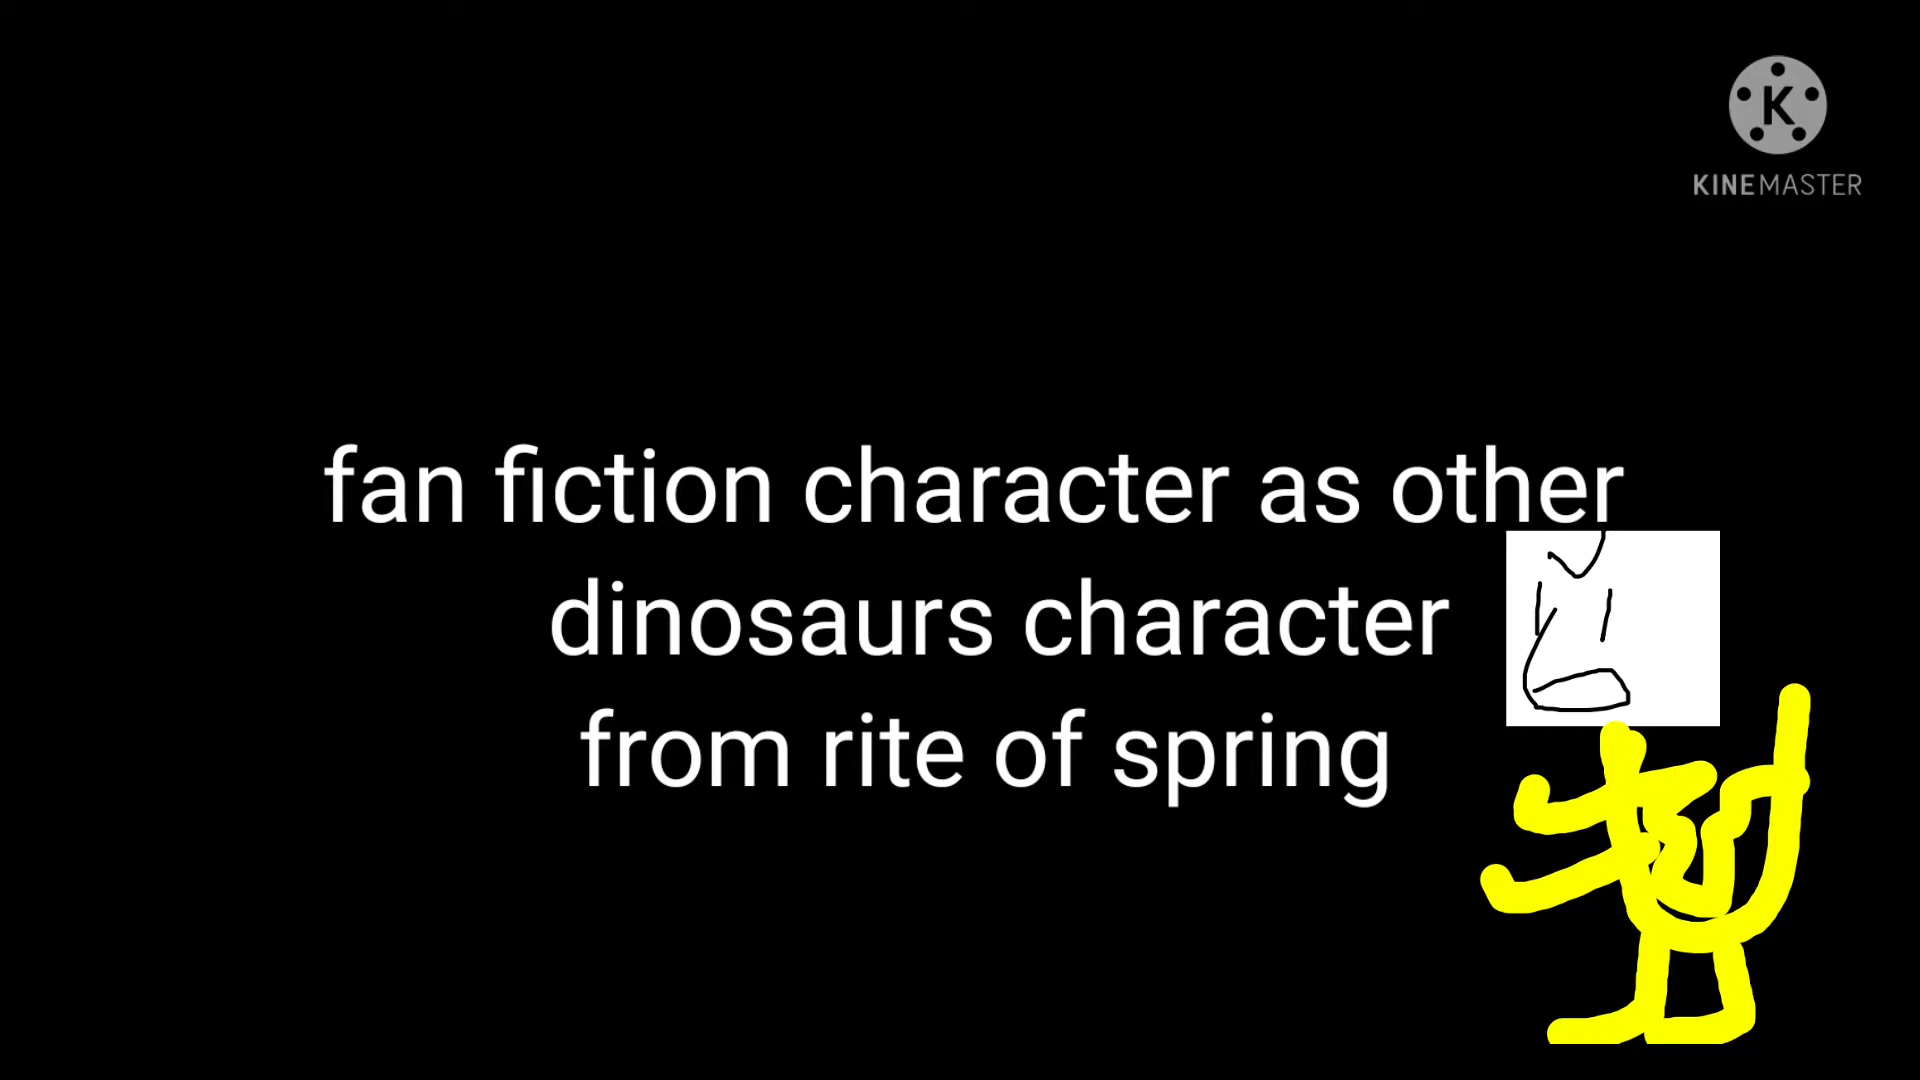 K
KINEMASTER
fan fiction character as other
dinosaurs character
from rite of spring